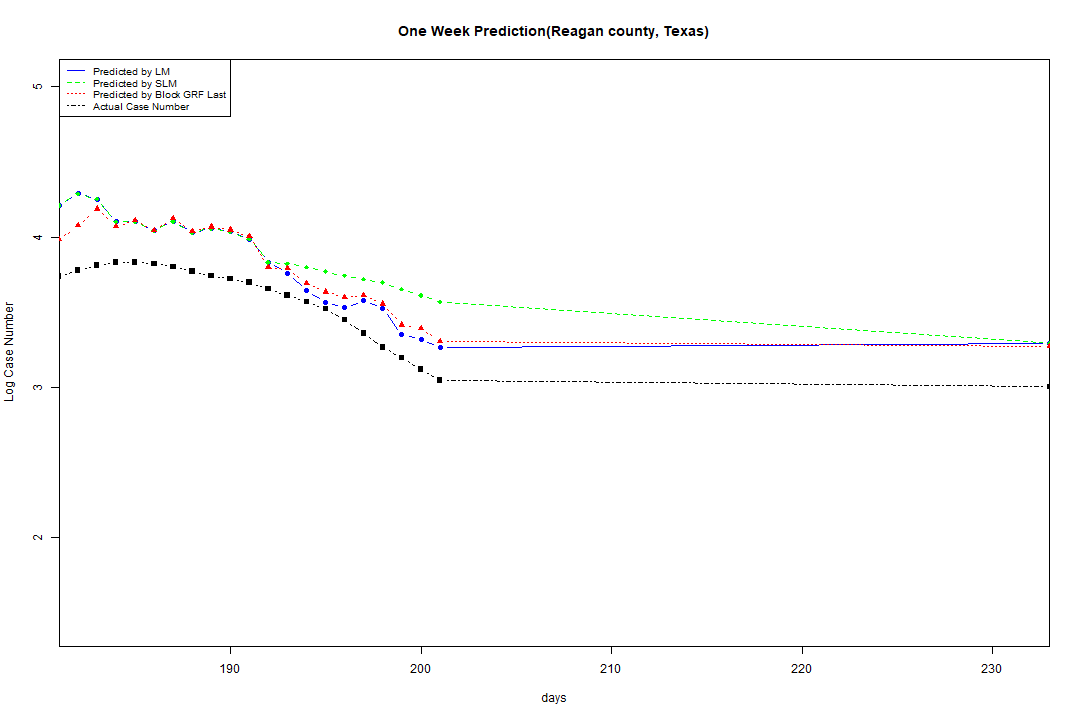 One Week Prediction(Reagan county, Texas)
Predicted by LM
Predicted by SLM
Predicted by Block GRF Last
Actual Case Number
5
4
3
2
Log Case Number
190
200
210
220
230
days